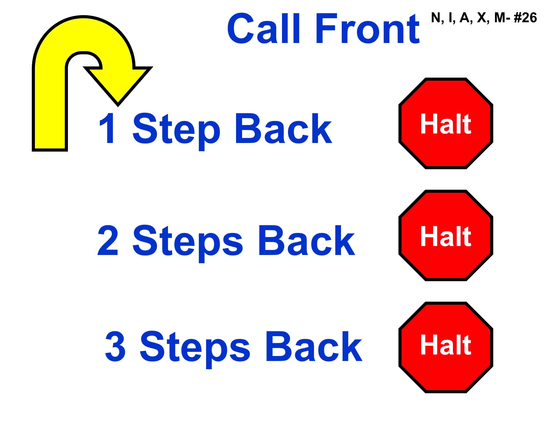 Call Front
N, I, A, X, M- #26
1 Step Back
Halt
2 Steps Back
Halt
3 Steps Back
Halt